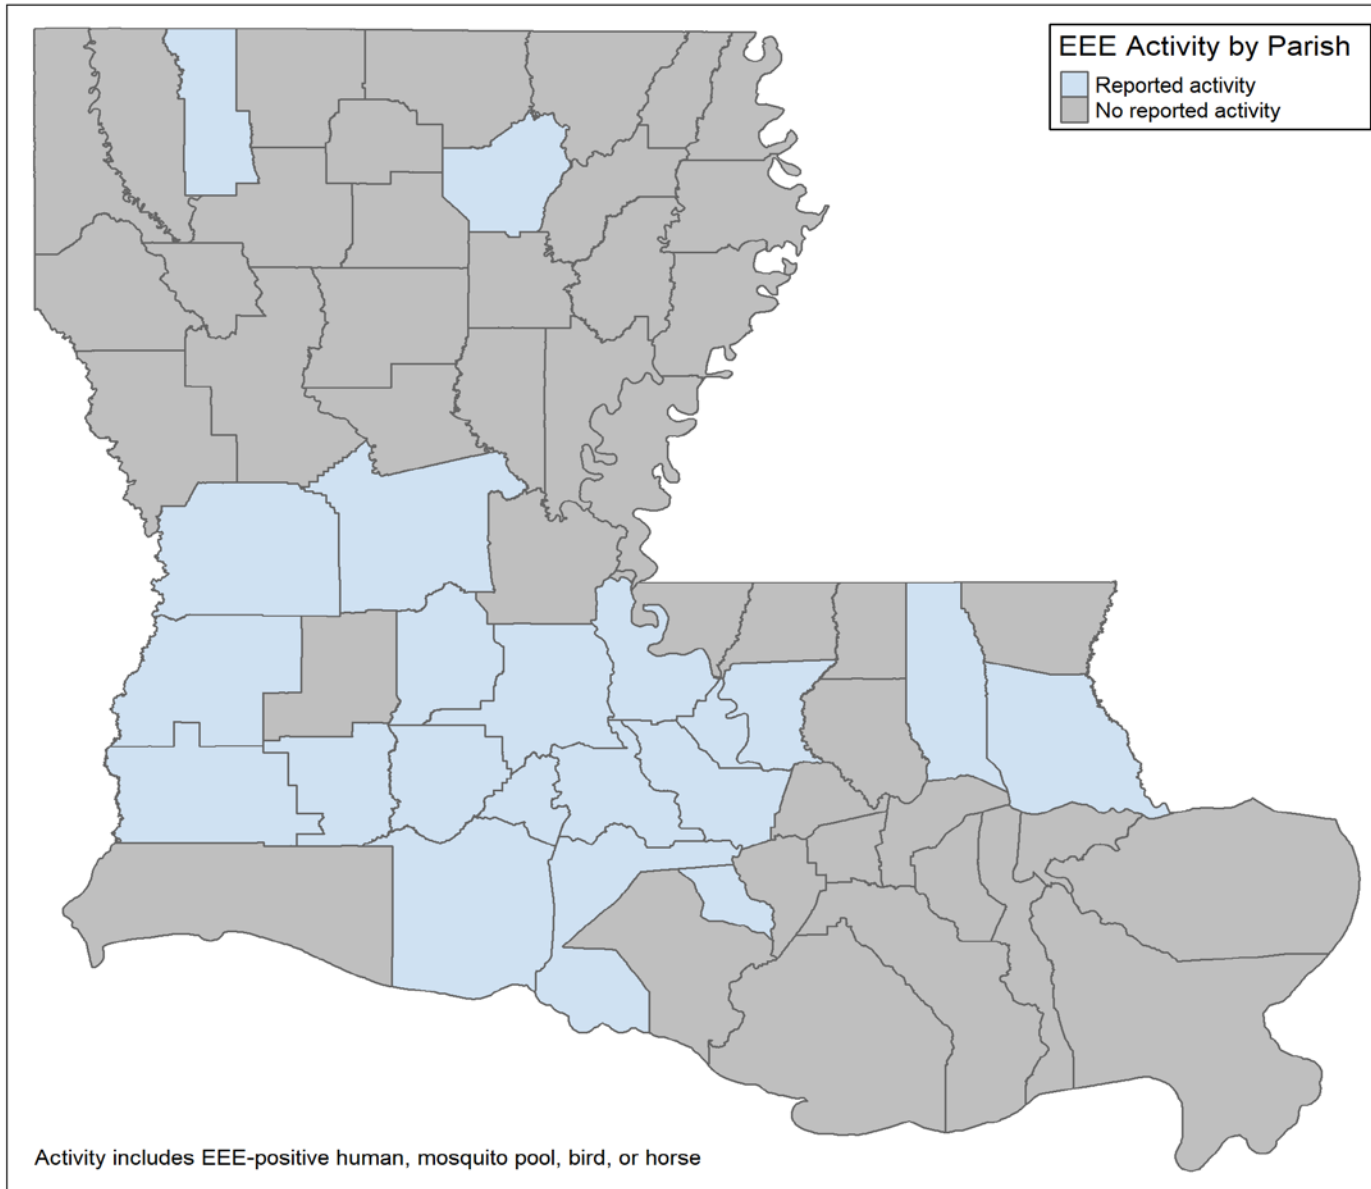 EEE Activity by Parish
Reported activity
No reported activity
Activity includes EEE-positive human, mosquito pool, bird, or horse